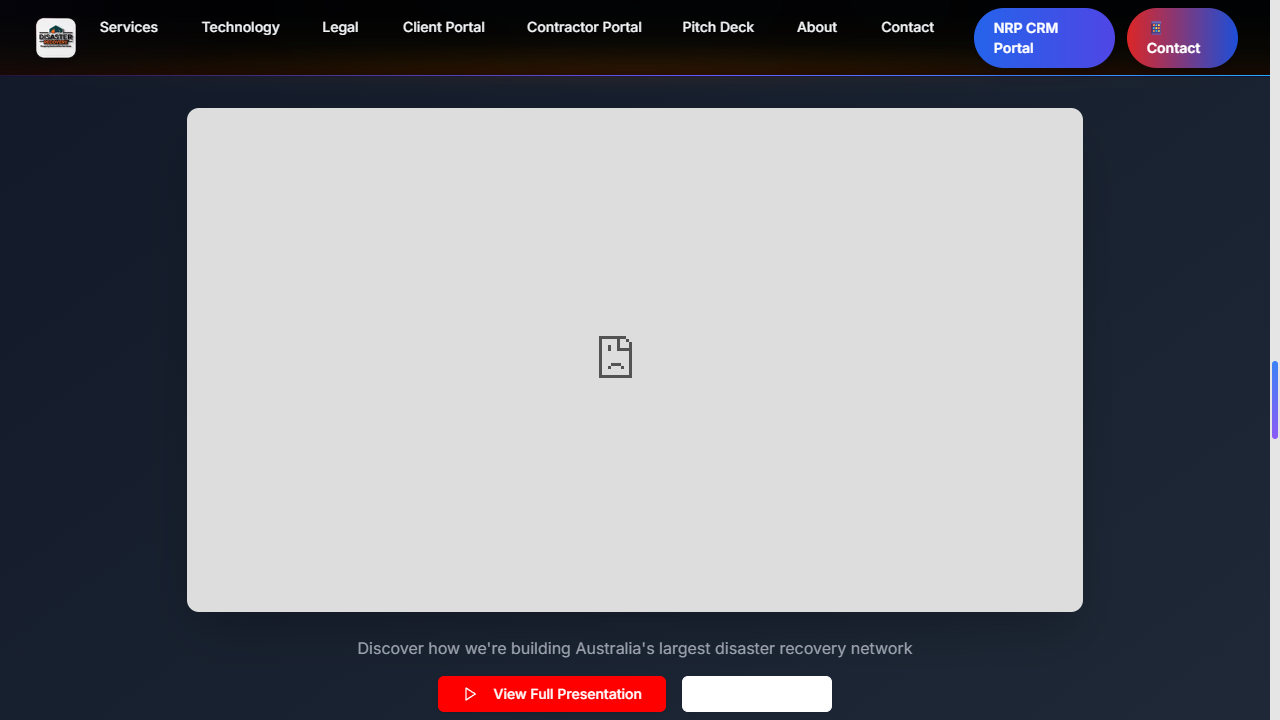 DISASTER
RECOVERY
Services
Technology
Legal
Client Portal
Contractor Portal
Pitch Deck
About
Contact
NRP CRM
Portal
Contact
Discover how we're building Australia's largest disaster recovery network
View Full Presentation